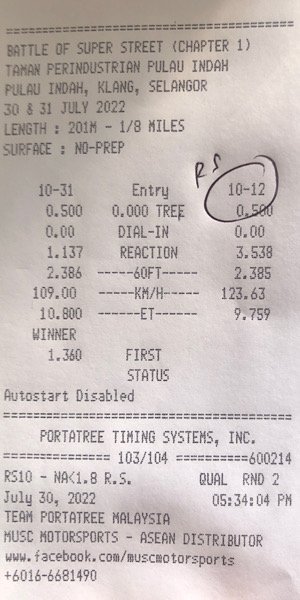 ==============================
BATTLE OF SUPER STREET (CHAPTER 1)
TAMAN PERINDUSTRIAN PULAU INDAH
PULAU INDAH, KLANG, SELANGOR
30 & 31 JULY 2022
LENGTH : 201M - 1/8 MILES
SURFACE : NO-PREP
RS
10-31 Entry 10-12
0.500 0.000 TREE 0.500
0.00 DIAL-IN 0.00
1.137 REACTION 3.538
2.386 -----60FT----- 2.385
109.00 -----KM/H----- 123.63
10.800 ------ET------ 9.759
WINNER
1.360 FIRST
STATUS
Autostart Disabled
==============================
PORTATREE TIMING SYSTEMS, INC.
============== 103/104 ==========600214
RS10 - NA<1.8 R.S. QUAL RND 2
July 30, 2022 05:34:04 PM
TEAM PORTATREE MALAYSIA
MUSC MOTORSPORTS - ASEAN DISTRIBUTOR
www.facebook.com/muscmotorsports
+6016-6681490